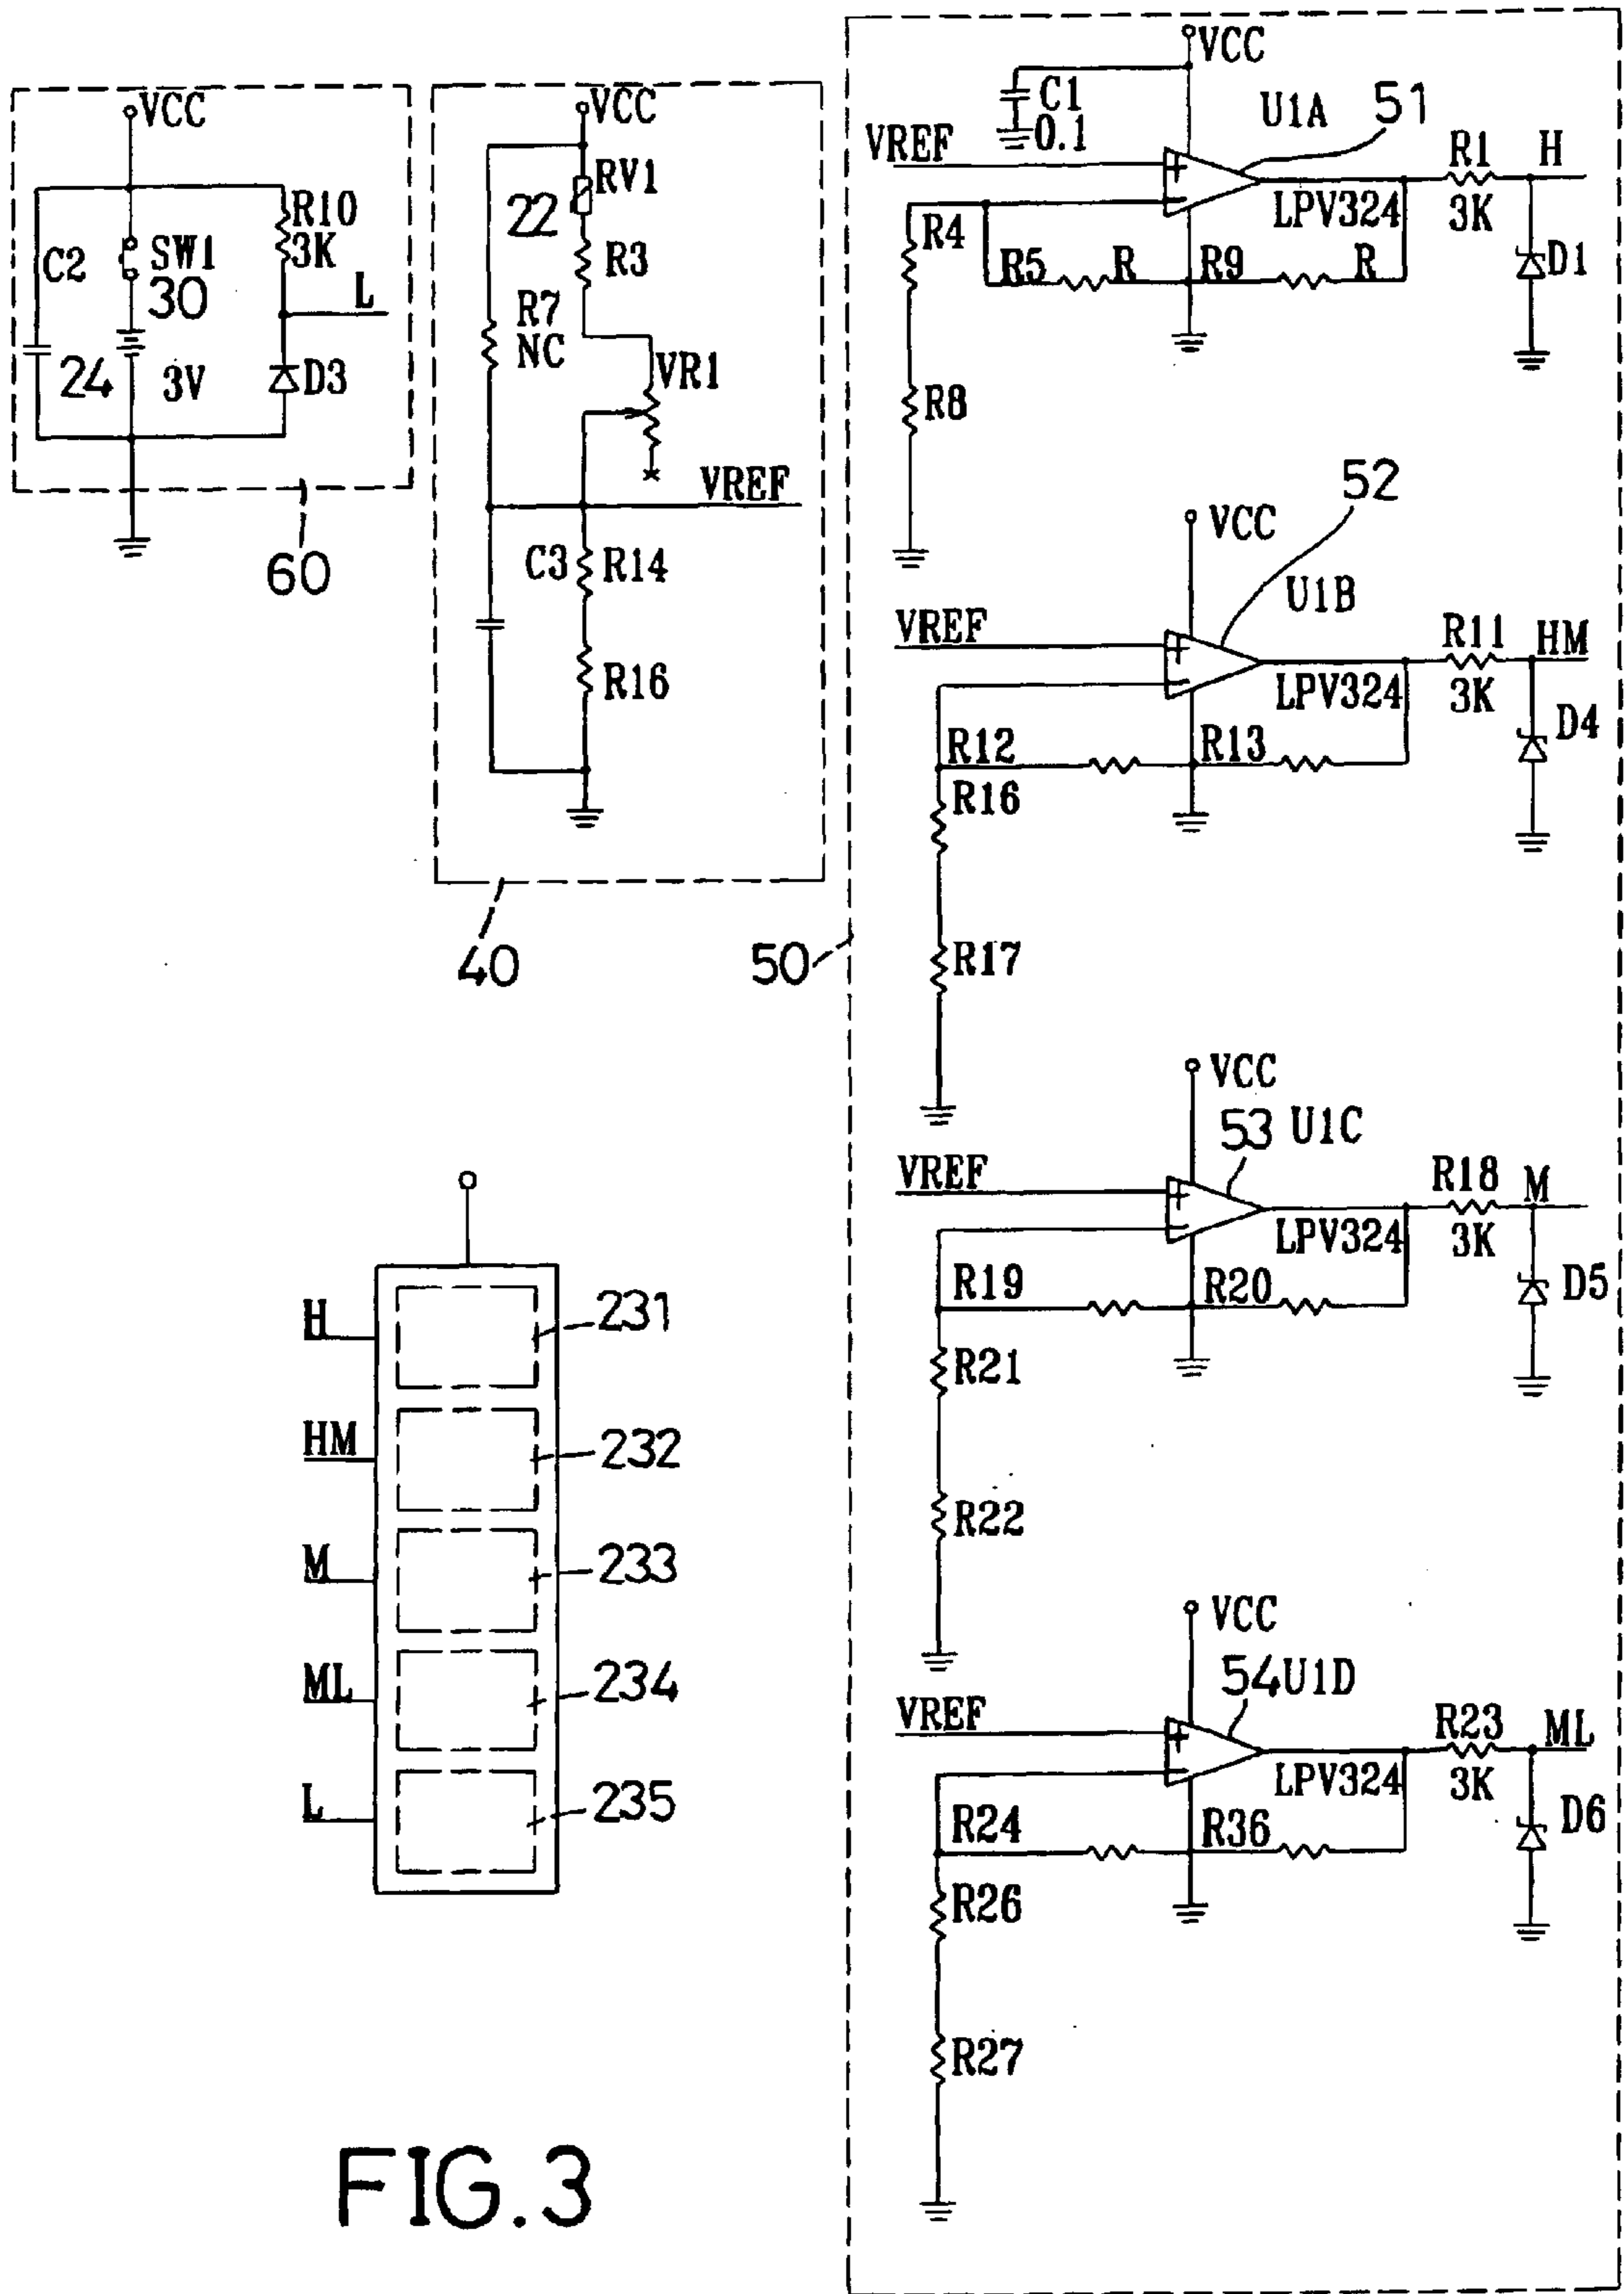 VCC
R10
3K
C2
SW1
30
L
24
3V
D3
60
VCC
RV1
22
R3
R7
NC
VR1
VREF
C3
R14
R16
40
VCC
C1
0.1
U1A
51
VREF
R1
H
LPV324
3K
R4
R5
R
R9
R
D1
R8
52
VCC
U1B
VREF
R11
HM
LPV324
3K
D4
R12
R13
R16
R17
50
VCC
53
U1C
VREF
R18
M
LPV324
3K
R19
R20
D5
R21
R22
VCC
54
U1D
VREF
R23
ML
LPV324
3K
R24
R36
D6
R26
R27
H
231
HM
232
M
233
ML
234
L
235
FIG.3